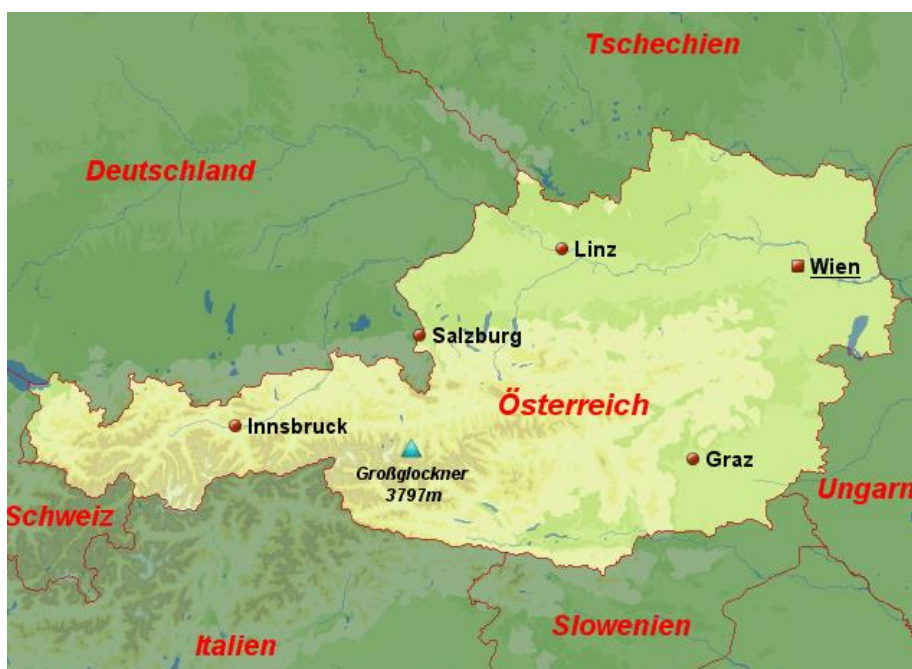 Tschechien
Deutschland
Linz
Wien
Salzburg
Österreich
Innsbruck
Graz
Großglockner
3797m
Ungarn
Schweiz
Slowenien
Italien